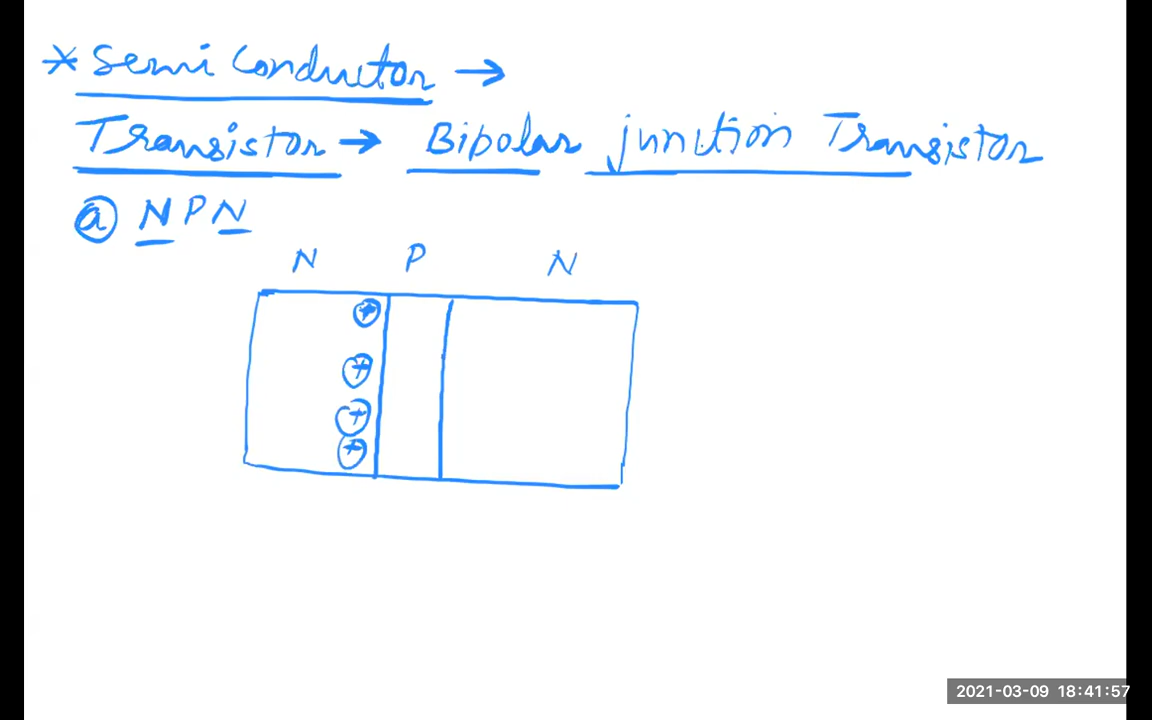 * Semi Conductor →
Transistor → Bipolar junction Transistor
ⓐ NPN
N P N
⊕
⊕
⊕
⊕
2021-03-09 18:41:57